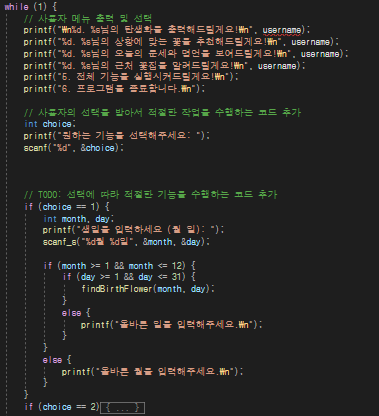 while (1) {
// 사용자 메뉴 출력 및 선택
printf("₩n%d. %s님의 탄생화를 출력해드릴게요!₩n", username);
printf("%d. %s님의 상황에 맞는 꽃를 추천해드릴게요!₩n", username);
printf("%d. %s님의 오늘의 운세와 명언을 보여드릴게요!₩n", username);
printf("%d. %s님의 근처 꽃집을 알려드릴게요!₩n", username);
printf("5. 전체 기능을 실행시켜드릴게요!₩n");
printf("6. 프로그램을 종료합니다.₩n");
// 사용자의 선택을 받아서 적절한 작업을 수행하는 코드 추가
int choice;
printf("원하는 기능을 선택해주세요: ");
scanf("%d", &choice);
// TODO: 선택에 따라 적절한 기능을 수행하는 코드 추가
if (choice == 1) {
int month, day;
printf("생일을 입력하세요 (월 일): ");
scanf_s("%d월 %d일", &month, &day);
if (month >= 1 && month <= 12) {
if (day >= 1 && day <= 31) {
findBirthFlower(month, day);
}
else {
printf("올바른 일을 입력해주세요.₩n");
}
}
else {
printf("올바른 월을 입력해주세요.₩n");
}
}
if (choice == 2) { ... }